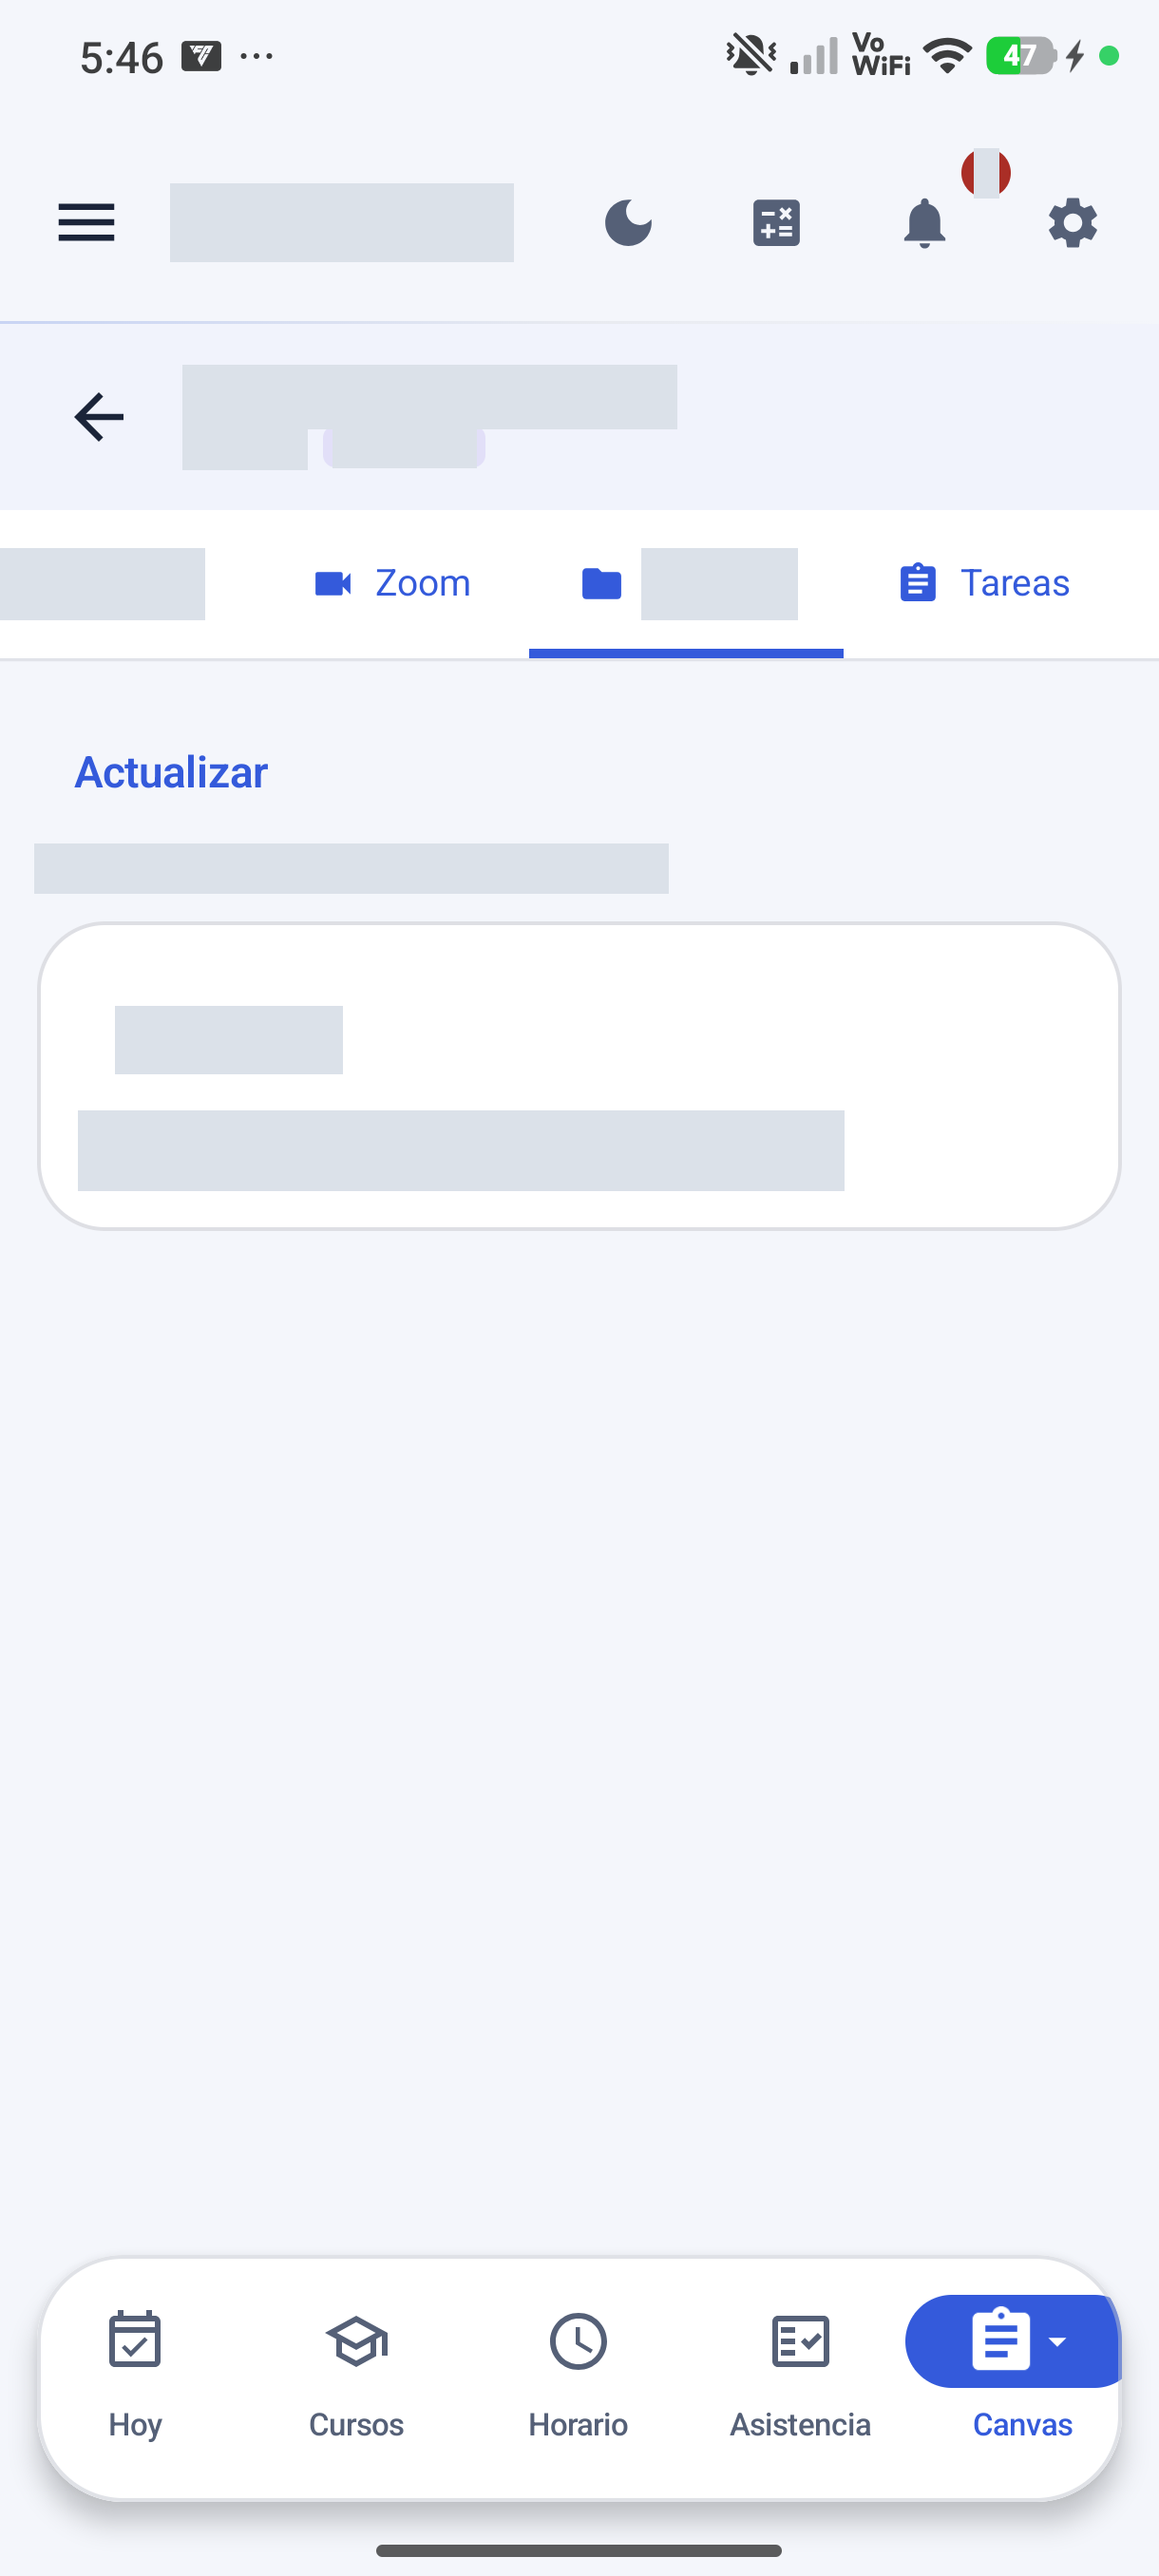 5:46
Vo
WiFi
47
Zoom
Tareas
Actualizar
Hoy
Cursos
Horario
Asistencia
Canvas